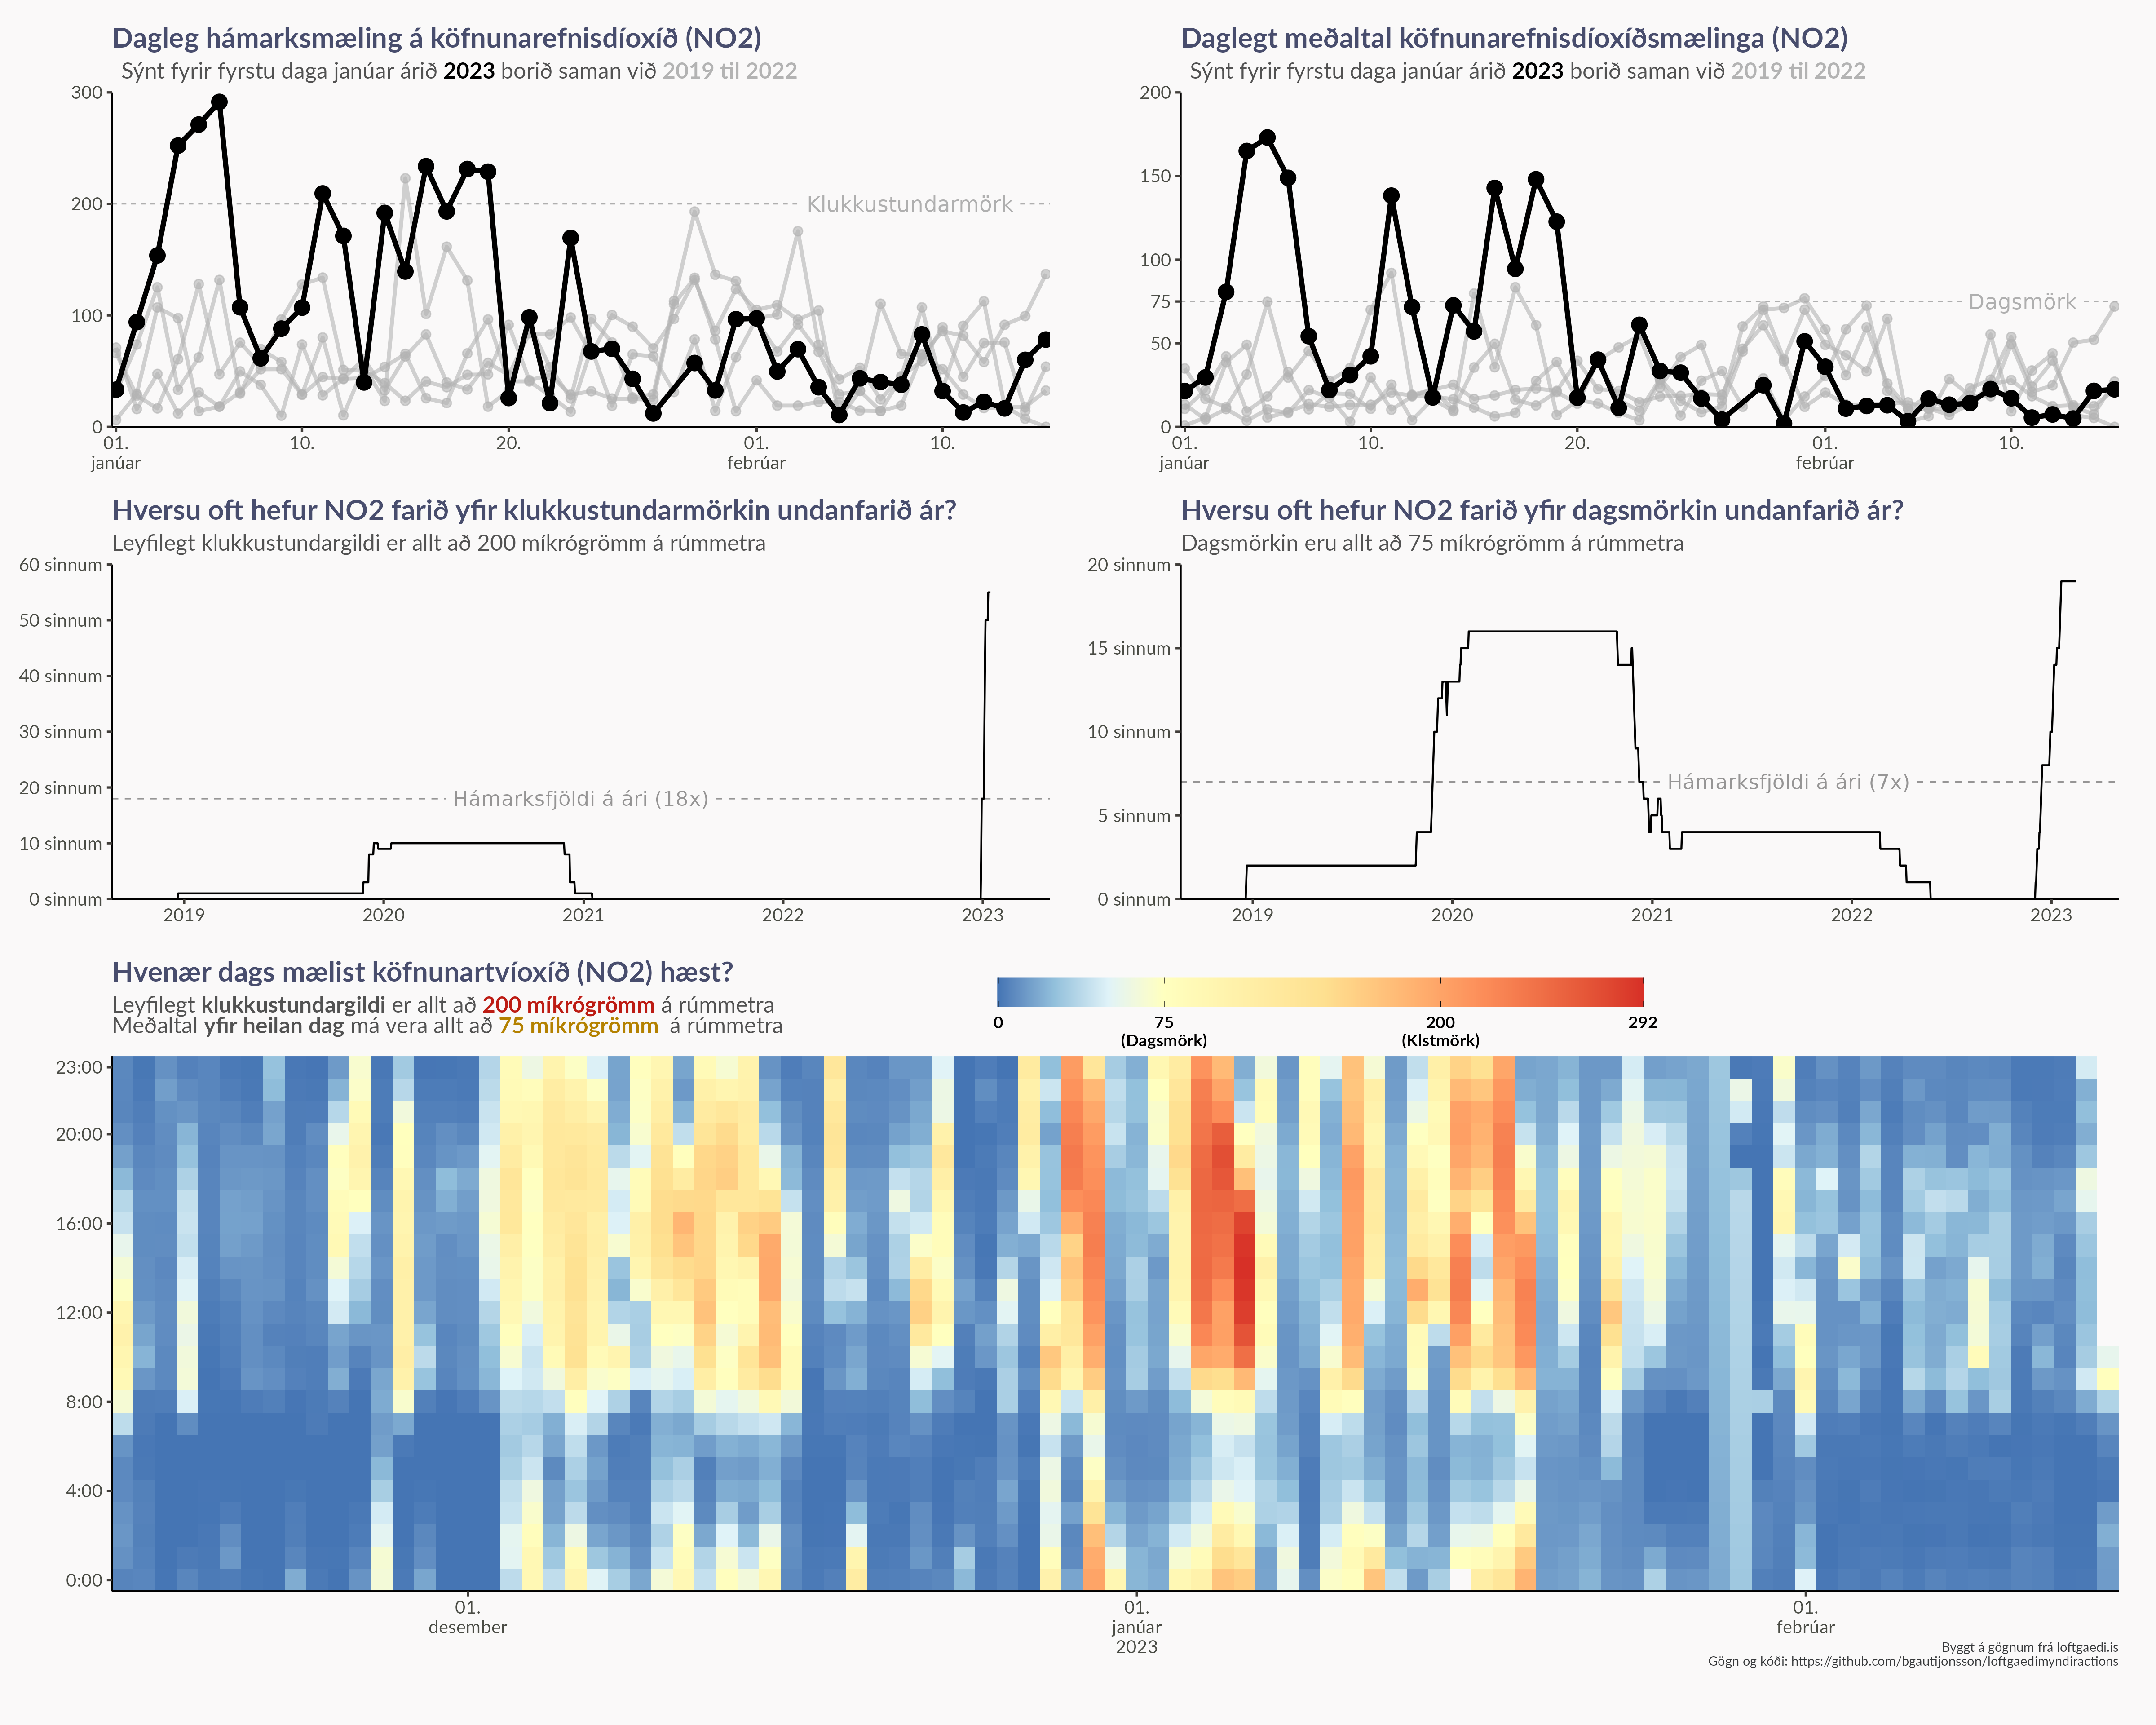 Dagleg hámarksmæling á köfnunarefnisdíoxíð (NO2)
Sýnt fyrir fyrstu daga janúar árið 2023 borið saman við 2019 til 2022
300
200
100
0
Klukkustundarmörk
01.
janúar
10.
20.
01.
febrúar
10.
Daglegt meðaltal köfnunarefnisdíoxíðsmælinga (NO2)
Sýnt fyrir fyrstu daga janúar árið 2023 borið saman við 2019 til 2022
200
150
100
75
50
0
Dagsmörk
01.
janúar
10.
20.
01.
febrúar
10.
Hversu oft hefur NO2 farið yfir klukkustundarmörkin undanfarið ár?
Leyfilegt klukkustundargildi er allt að 200 míkrógrömm á rúmmetra
60 sinnum
50 sinnum
40 sinnum
30 sinnum
20 sinnum
10 sinnum
0 sinnum
Hámarksfjöldi á ári (18x)
2019
2020
2021
2022
2023
Hversu oft hefur NO2 farið yfir dagsmörkin undanfarið ár?
Dagsmörkin eru allt að 75 míkrógrömm á rúmmetra
20 sinnum
15 sinnum
10 sinnum
5 sinnum
0 sinnum
Hámarksfjöldi á ári (7x)
2019
2020
2021
2022
2023
Hvenær dags mælist köfnunartvíoxíð (NO2) hæst?
Leyfilegt klukkustundargildi er allt að 200 míkrógrömm á rúmmetra
Meðaltal yfir heilan dag má vera allt að 75 míkrógrömm á rúmmetra
0
75
(Dagsmörk)
200
(Klstmörk)
292
23:00
20:00
16:00
12:00
8:00
4:00
0:00
01.
desember
01.
janúar
2023
01.
febrúar
Byggt á gögnum frá loftgaedi.is
Gögn og kóði: https://github.com/bgautijonsson/loftgaedimyndiractions